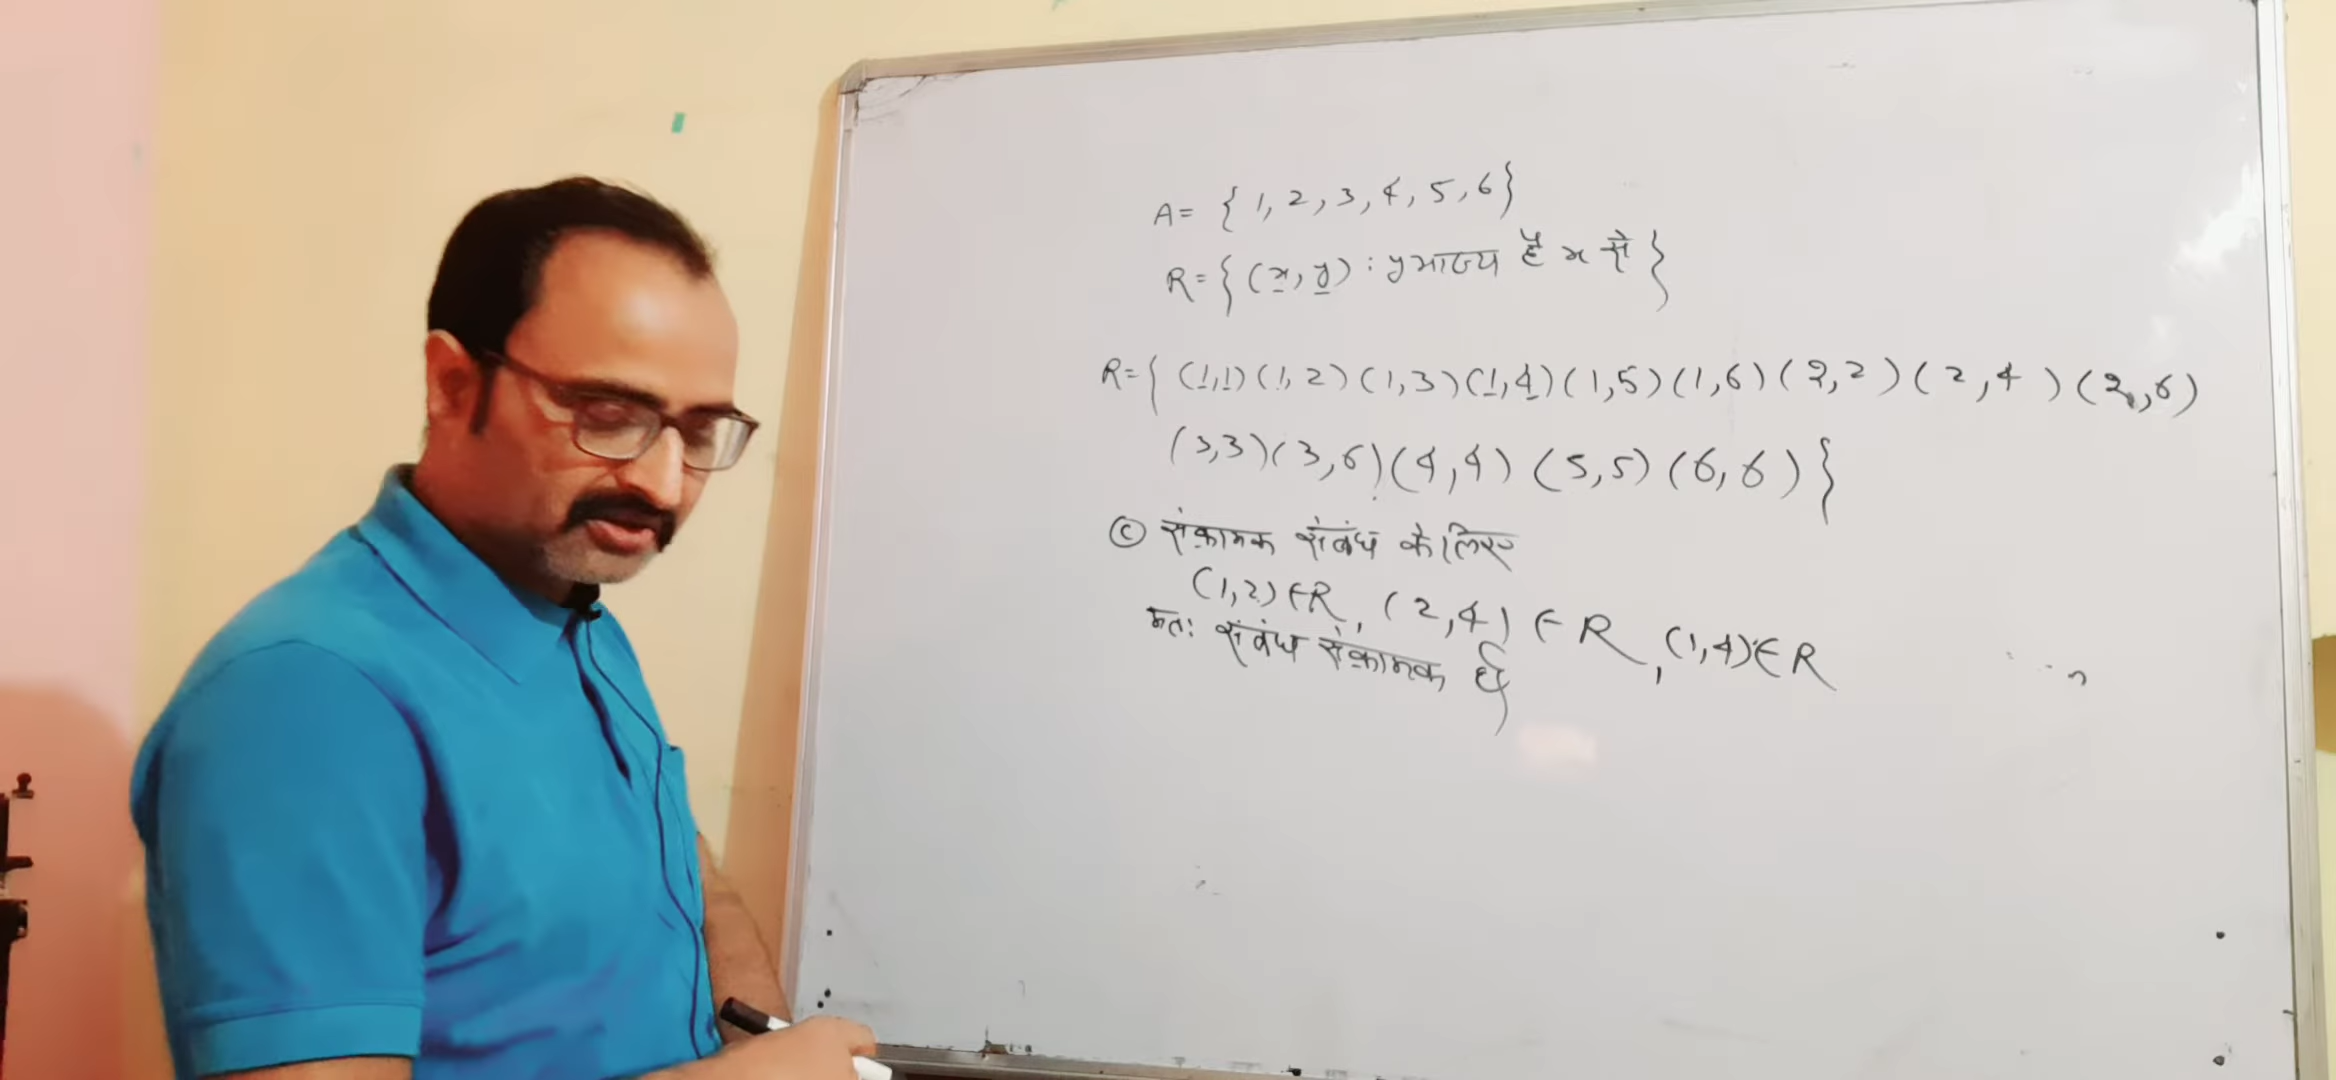 A = { 1, 2, 3, 4, 5, 6 }
R = { (x, y) : y भाज्य है x से }
R = { (1,1) (1, 2) (1, 3) (1, 4) (1, 5) (1, 6) (2, 2) (2, 4) (2, 6)
(3,3) (3, 6) (4, 4) (5, 5) (6, 6) }
© संक्रामक संबंध के लिए
(1, 2) ∈ R, (2, 4) ∈ R, (1, 4) ∈ R
अतः संबंध संक्रामक है